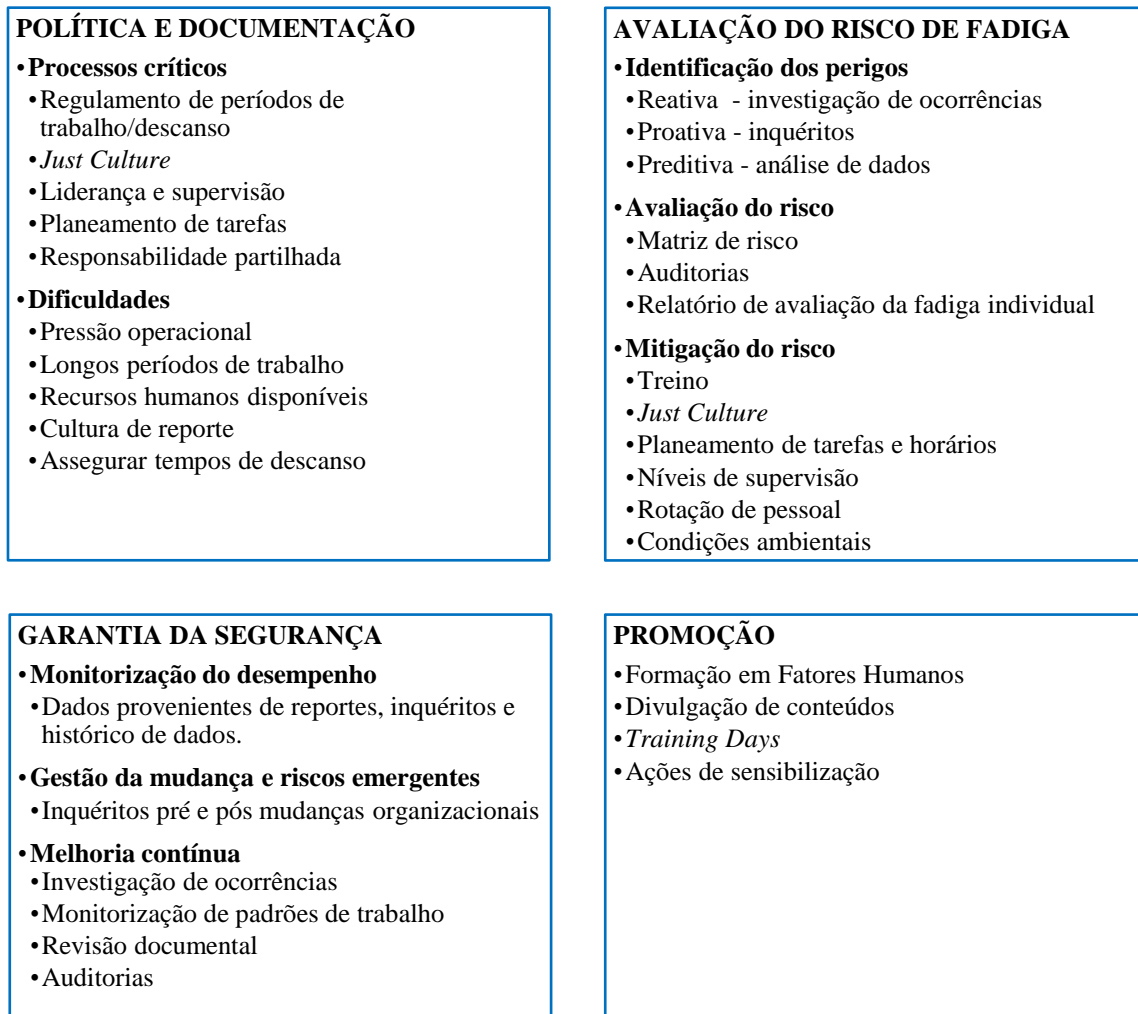 POLÍTICA E DOCUMENTAÇÃO
•Processos críticos
•Regulamento de períodos de
trabalho/descanso
•Just Culture
•Liderança e supervisão
•Planeamento de tarefas
•Responsabilidade partilhada
•Dificuldades
•Pressão operacional
•Longos períodos de trabalho
•Recursos humanos disponíveis
•Cultura de reporte
•Assegurar tempos de descanso
AVALIAÇÃO DO RISCO DE FADIGA
•Identificação dos perigos
•Reativa - investigação de ocorrências
•Proativa - inquéritos
•Preditiva - análise de dados
•Avaliação do risco
•Matriz de risco
•Auditorias
•Relatório de avaliação da fadiga individual
•Mitigação do risco
•Treino
•Just Culture
•Planeamento de tarefas e horários
•Níveis de supervisão
•Rotação de pessoal
•Condições ambientais
GARANTIA DA SEGURANÇA
•Monitorização do desempenho
•Dados provenientes de reportes, inquéritos e
histórico de dados.
•Gestão da mudança e riscos emergentes
•Inquéritos pré e pós mudanças organizacionais
•Melhoria contínua
•Investigação de ocorrências
•Monitorização de padrões de trabalho
•Revisão documental
•Auditorias
PROMOÇÃO
•Formação em Fatores Humanos
•Divulgação de conteúdos
•Training Days
•Ações de sensibilização